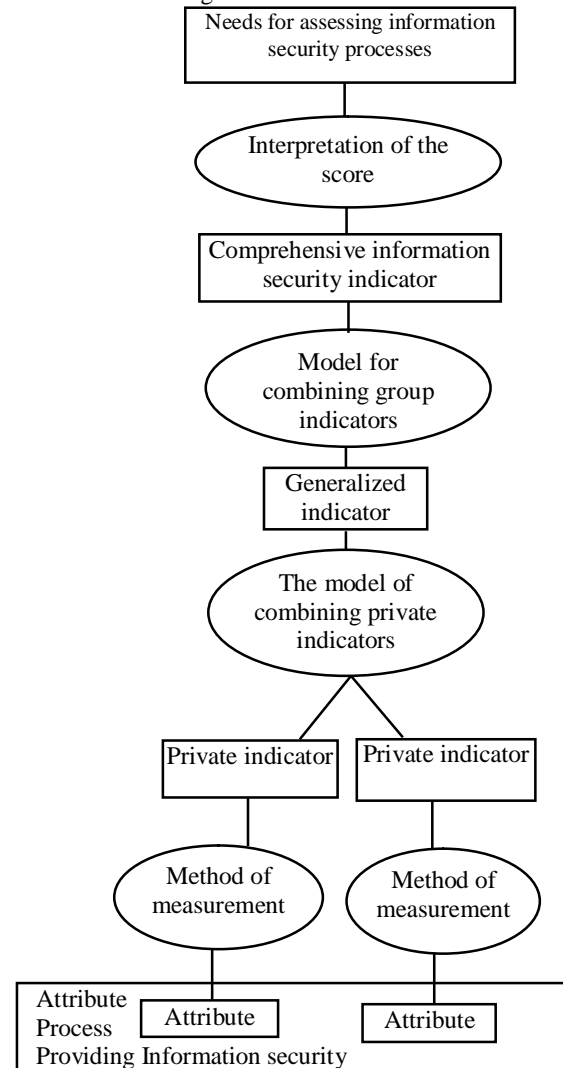 Needs for assessing information
security processes
Interpretation of the
score
Comprehensive information
security indicator
Model for
combining group
indicators
Generalized
indicator
The model of
combining private
indicators
Private indicator
Private indicator
Method of
measurement
Method of
measurement
Attribute
Process
Providing Information security
Attribute
Attribute